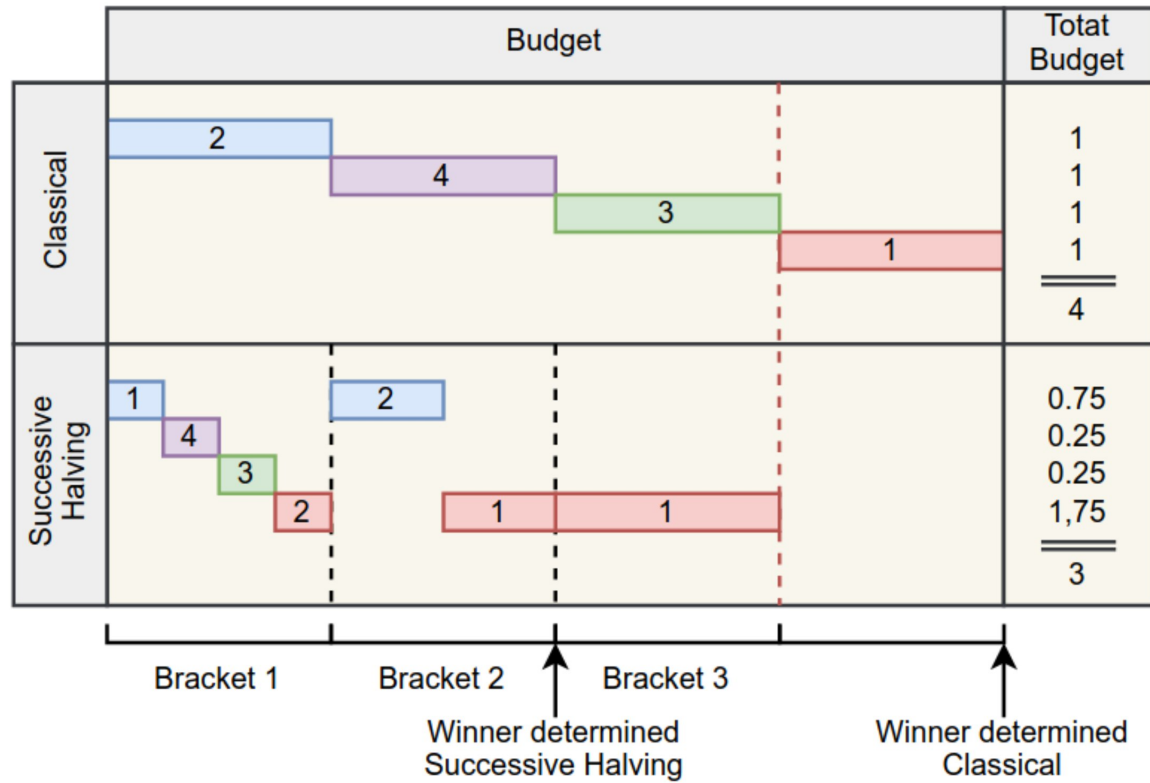 Budget
Totat
Budget
Classical
2
4
3
1
1
1
1
1
4
Successive
Halving
1
4
3
2
2
1
1
0.75
0.25
0.25
1,75
3
Bracket 1
Bracket 2
Bracket 3
Winner determined
Successive Halving
Winner determined
Classical